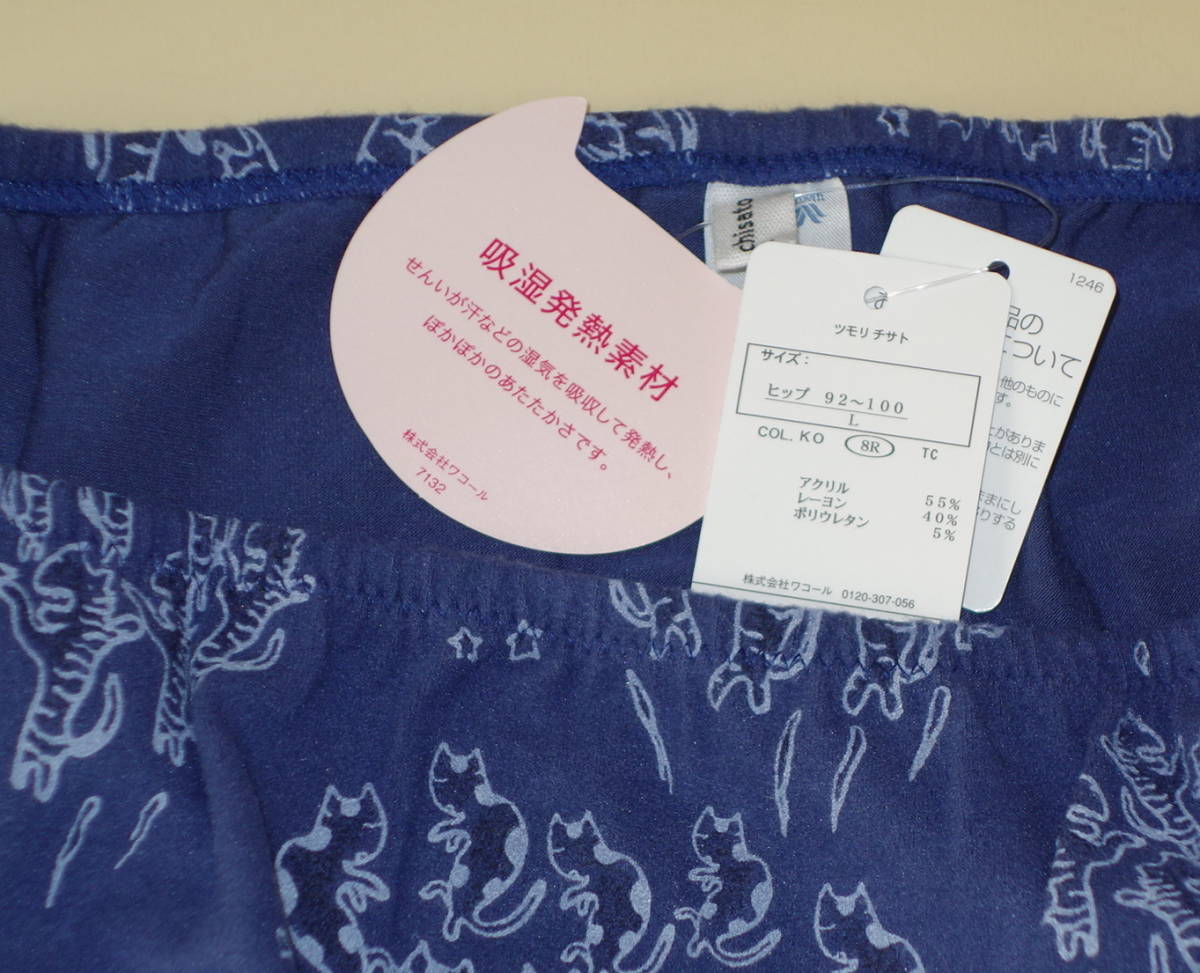 吸湿発熱素材
せんいが汗などの湿気を吸収して発熱し、
ぽかぽかのあたたかさです。
株式会社ワコール
7132
chisato
ツモリ チサト
サイズ:
ヒップ 92〜100
L
COL. KO 8R TC
アクリル 55%
レーヨン 40%
ポリウレタン 5%
株式会社ワコール 0120-307-056
1246
品の
について
他のものに
す。
とがありま
とは別に
ままにし
りする